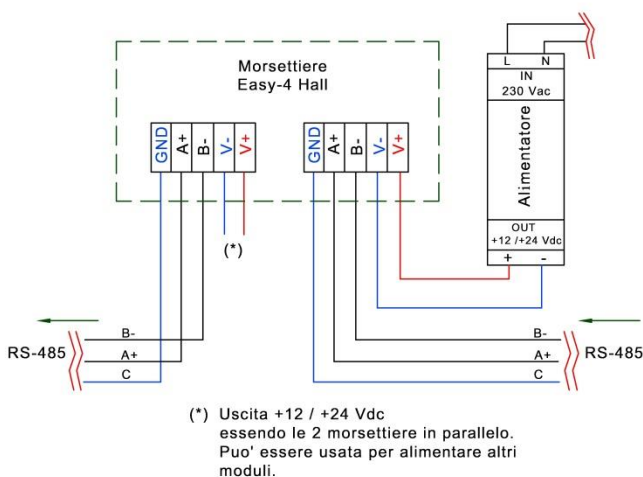 Morsettiere
Easy-4 Hall
GND A+ B- V- V+
GND A+ B- V- V+
(*)
L N
IN
230 Vac
Alimentatore
OUT
+12 /+24 Vdc
+ -
RS-485
B-
A+
C
B-
A+
C
RS-485
(*) Uscita +12 / +24 Vdc
essendo le 2 morsettiere in parallelo.
Puo' essere usata per alimentare altri
moduli.